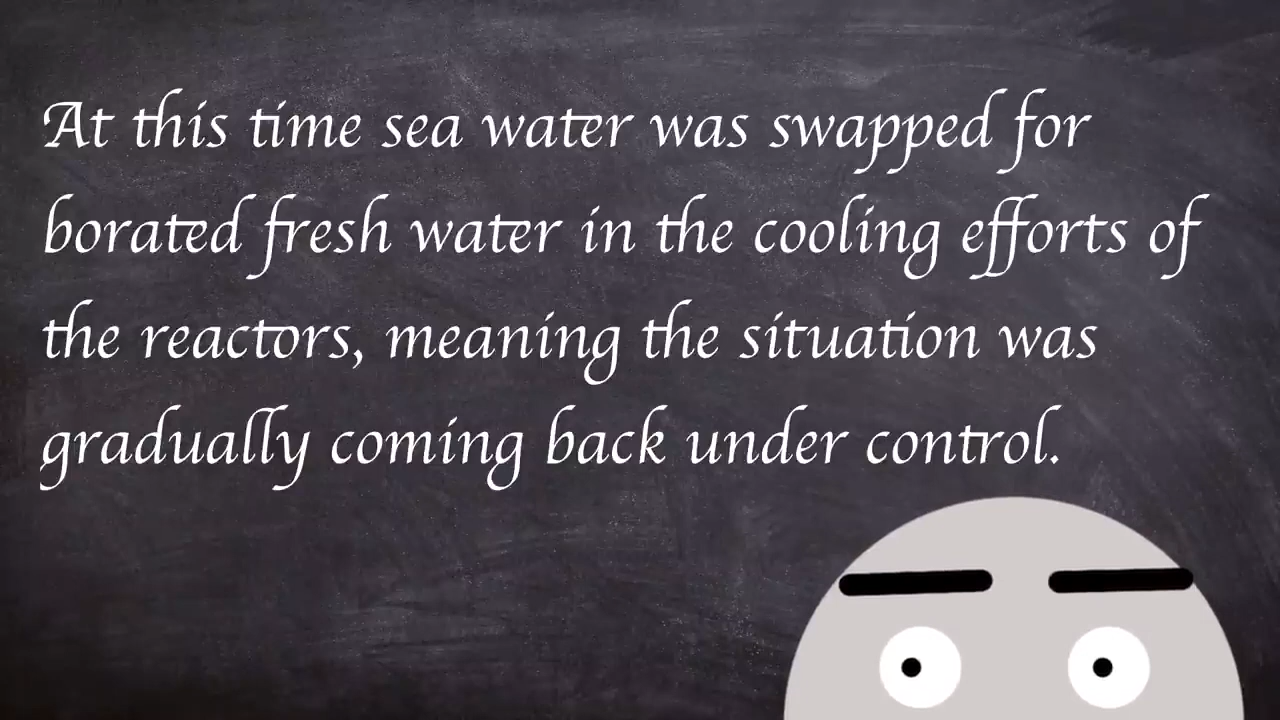 At this time sea water was swapped for
borated fresh water in the cooling efforts of
the reactors, meaning the situation was
gradually coming back under control.